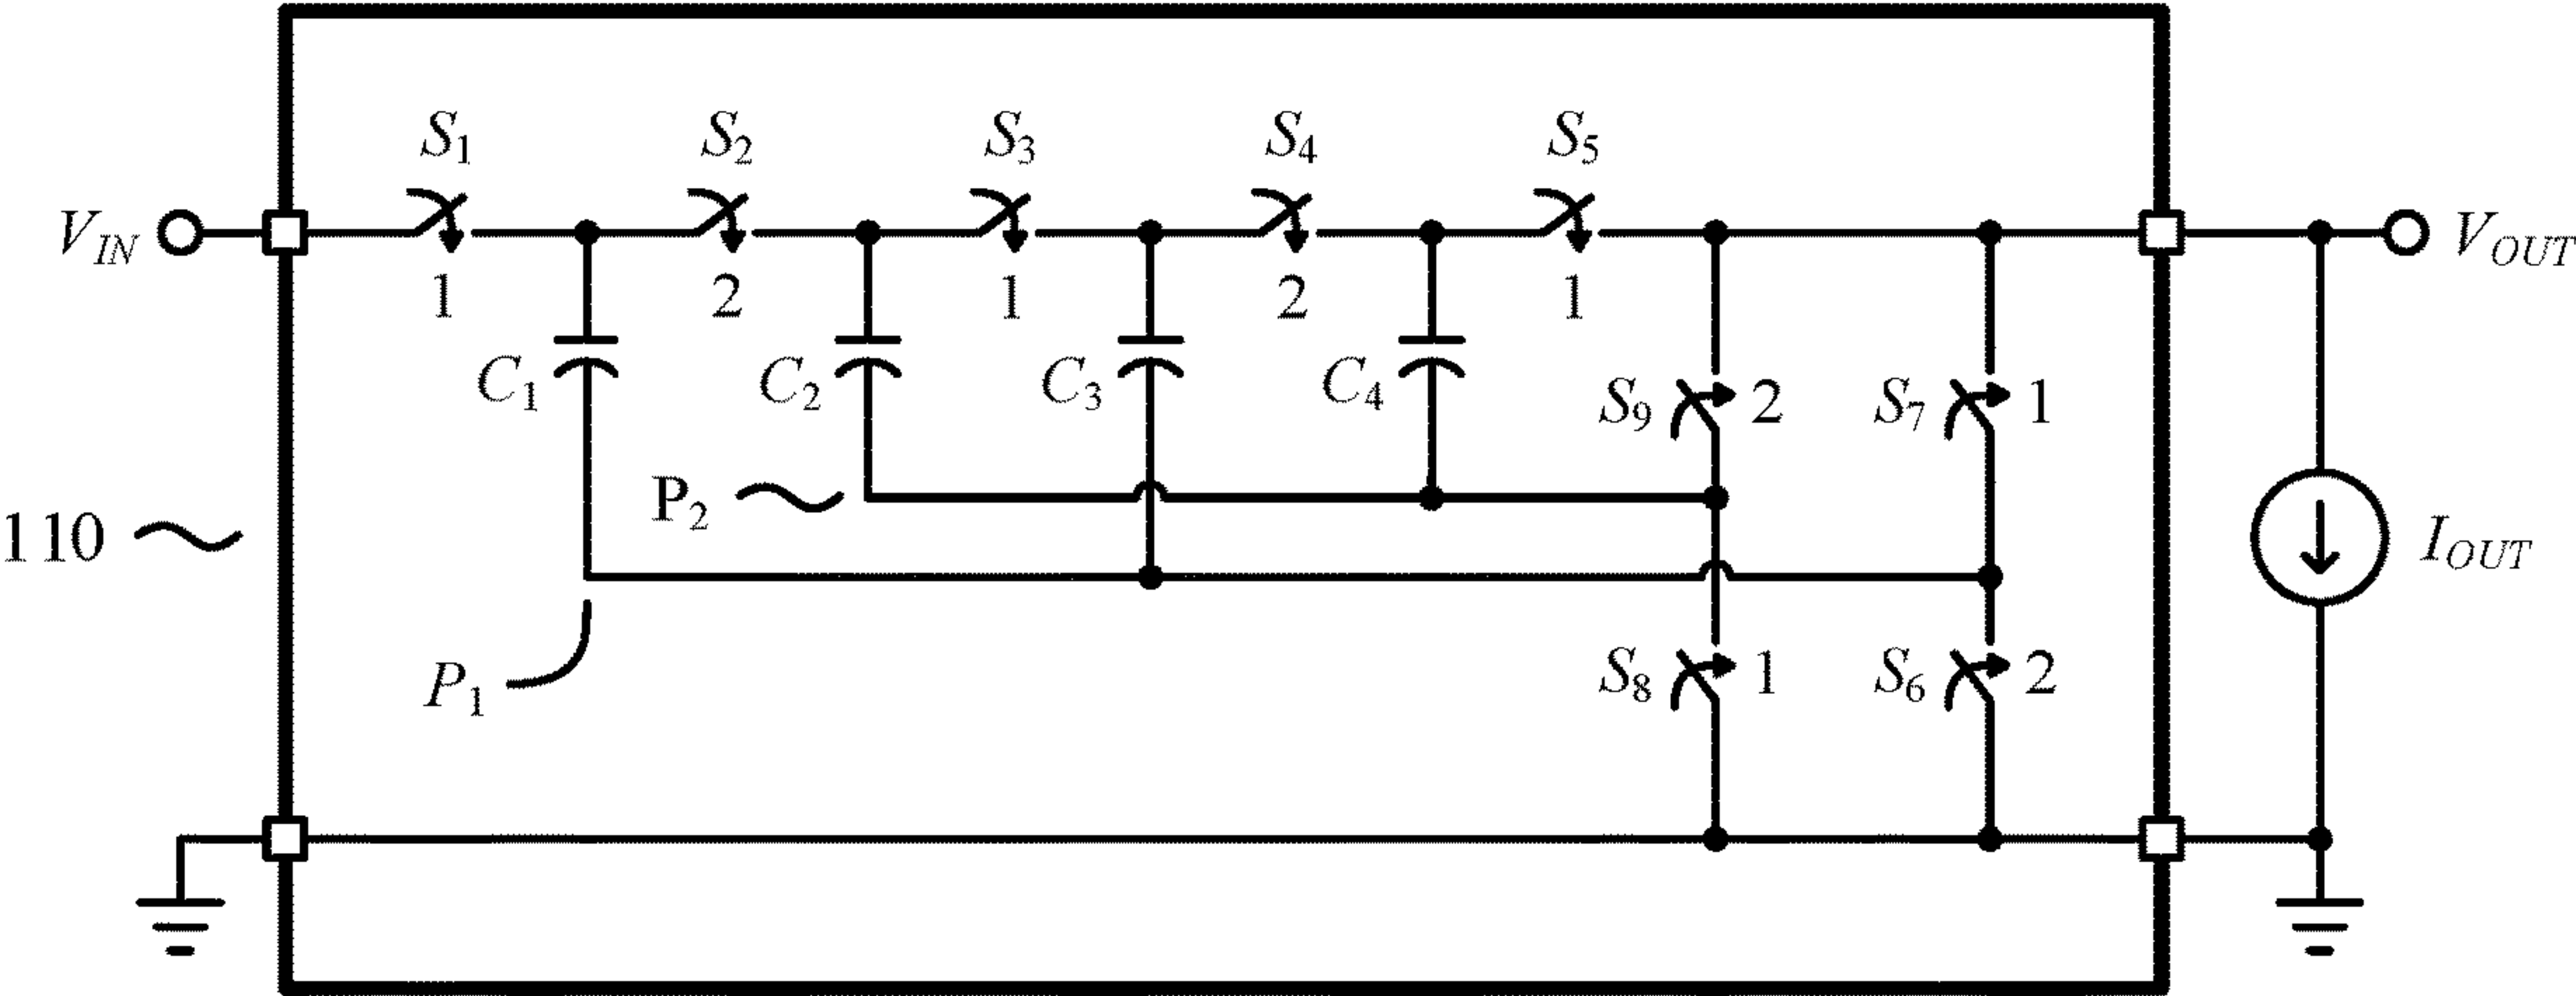 S1 S2 S3 S4 S5
VIN VOUT
1 2 1 2 1
C1 C2 C3 C4 S9 2 S7 1
P2
110 IOUT
P1 S8 1 S6 2